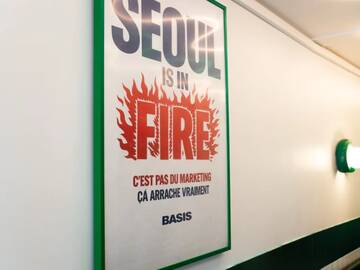 SEOUL
IS IN
FIRE
C'EST PAS DU MARKETING
ÇA ARRACHE VRAIMENT
BASIS